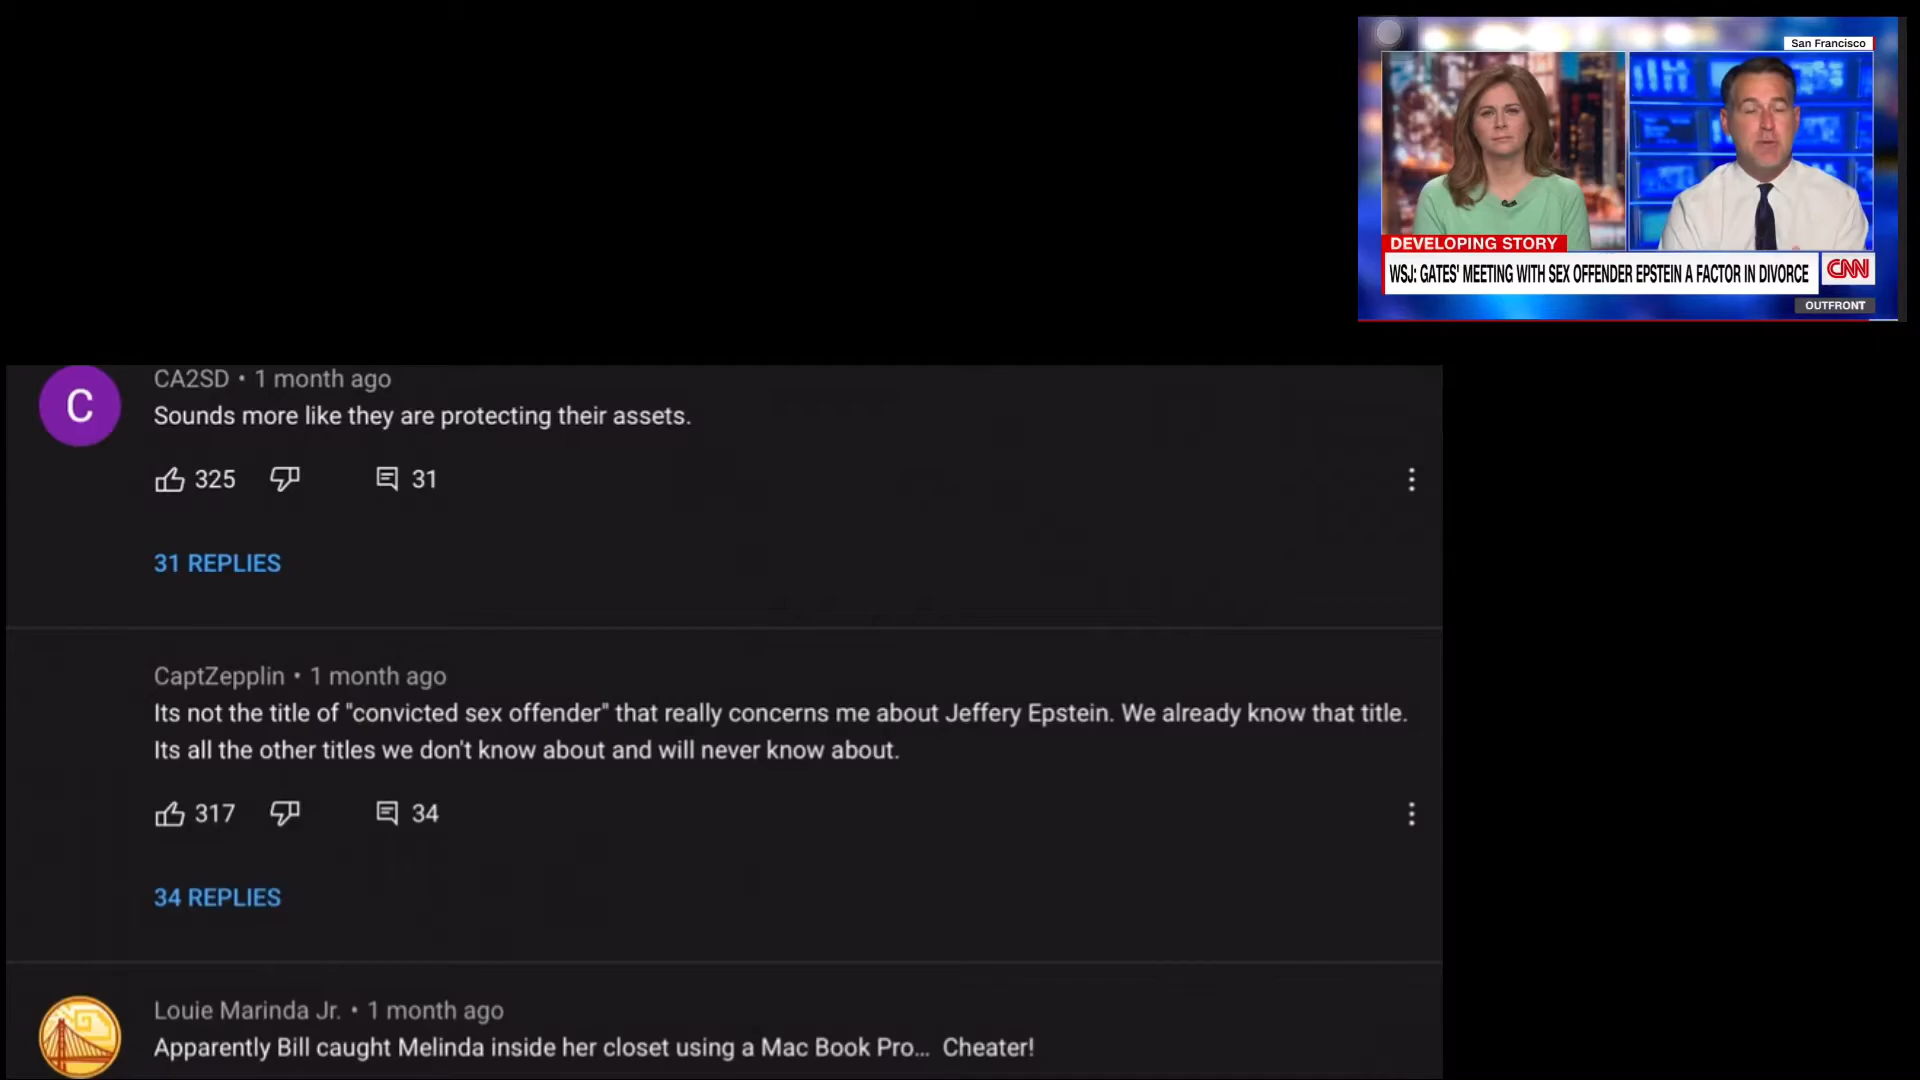 San Francisco
DEVELOPING STORY
WSJ: GATES' MEETING WITH SEX OFFENDER EPSTEIN A FACTOR IN DIVORCE
CNN
OUTFRONT
C
CA2SD • 1 month ago
Sounds more like they are protecting their assets.
325 31
31 REPLIES
CaptZepplin • 1 month ago
Its not the title of "convicted sex offender" that really concerns me about Jeffery Epstein. We already know that title.
Its all the other titles we don't know about and will never know about.
317 34
34 REPLIES
Louie Marinda Jr. • 1 month ago
Apparently Bill caught Melinda inside her closet using a Mac Book Pro... Cheater!